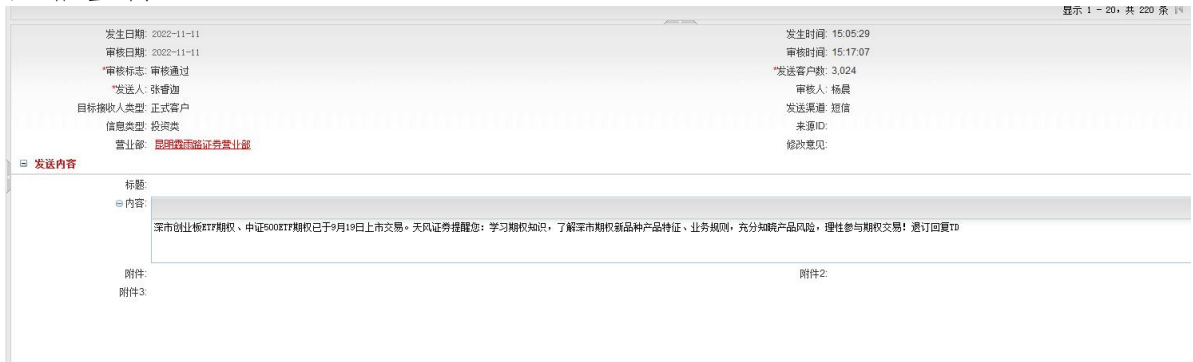 显示 1 - 20，共 220 条
发生日期: 2022-11-11 发生时间: 15:05:29
审核日期: 2022-11-11 审核时间: 15:17:07
*审核标志: 审核通过 *发送客户数: 3,024
*发送人: 张睿迦 审核人: 杨晨
目标接收人类型: 正式客户 发送渠道: 短信
信息类型: 投资类 来源ID:
营业部: 昆明霖雨路证券营业部 修改意见:
发送内容
标题:
内容:
深市创业板ETF期权、中证500ETF期权已于9月19日上市交易。天风证券提醒您：学习期权知识，了解深市期权新品种产品特征、业务规则，充分知晓产品风险，理性参与期权交易！退订回复TD
附件: 附件2:
附件3: